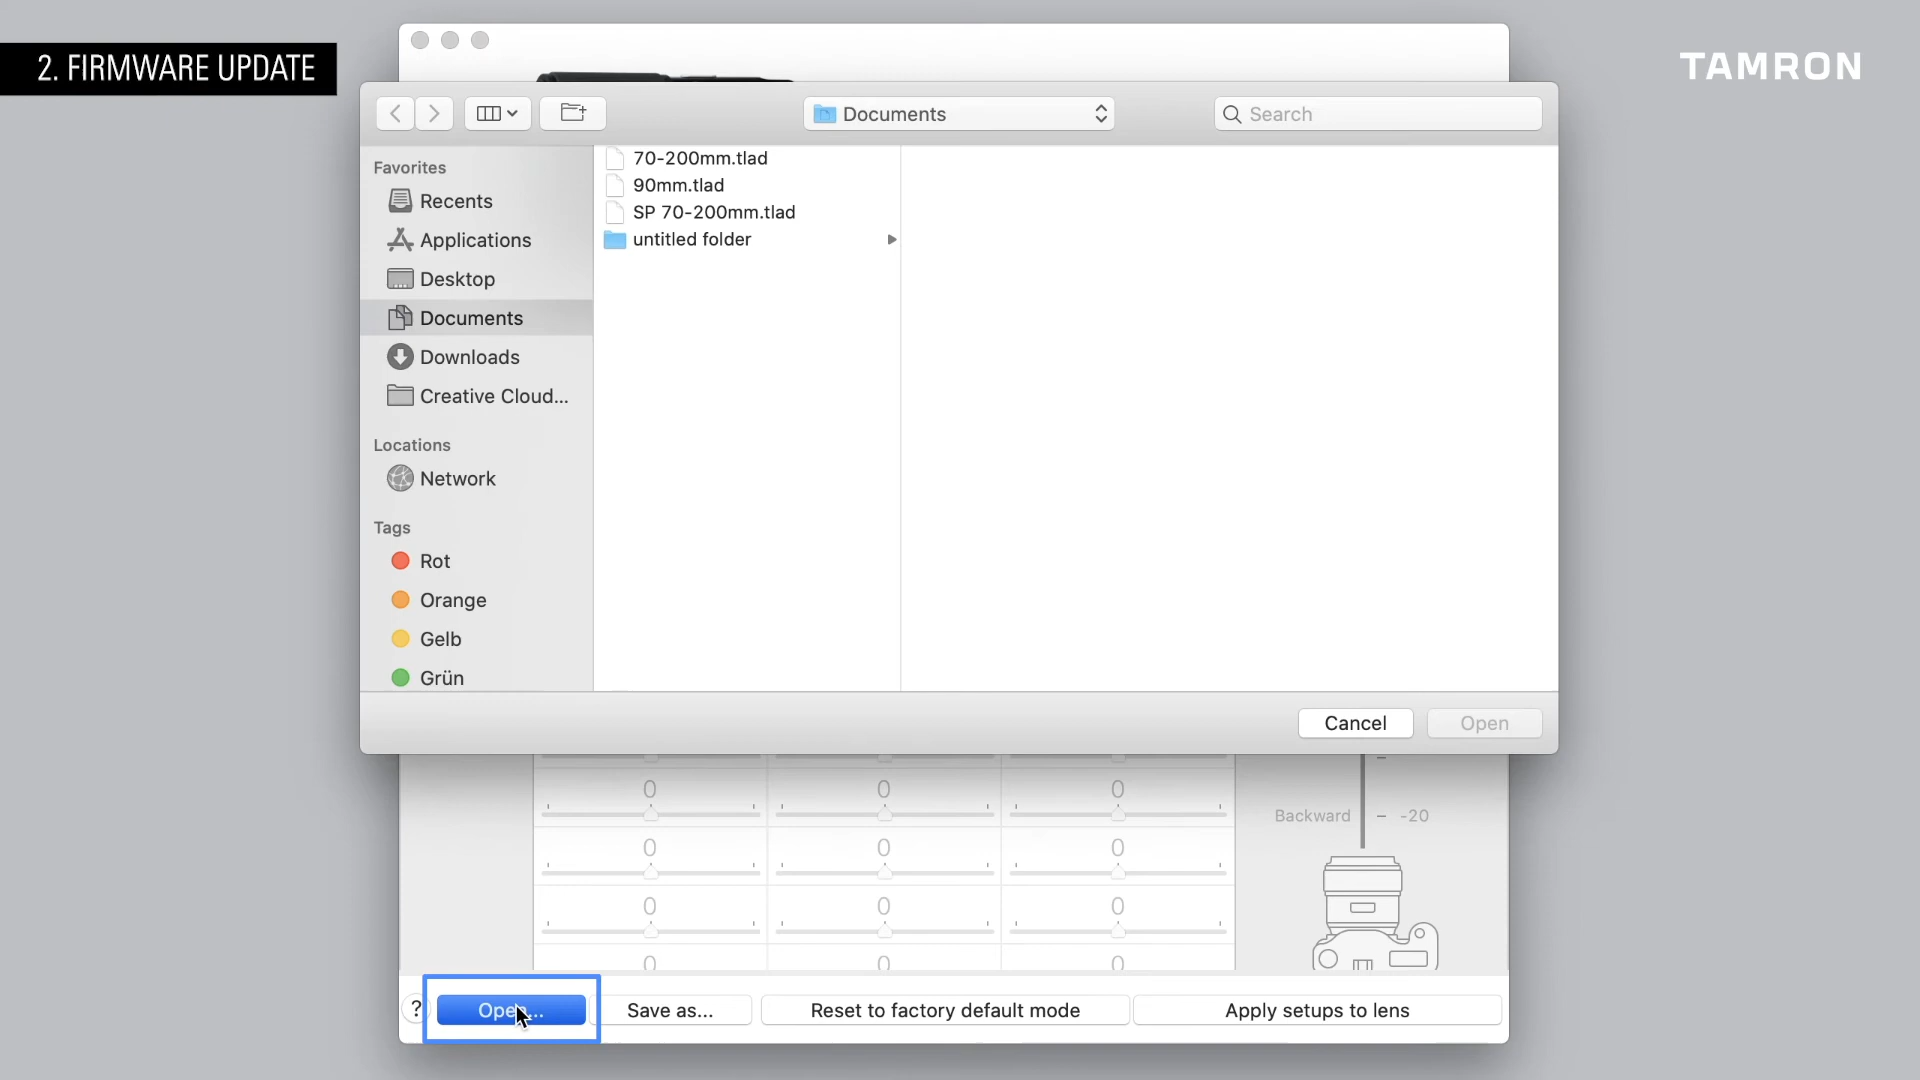 2. FIRMWARE UPDATE
TAMRON
Documents
Search
Favorites
Recents
Applications
Desktop
Documents
Downloads
Creative Cloud...
Locations
Network
Tags
Rot
Orange
Gelb
Grün
70-200mm.tlad
90mm.tlad
SP 70-200mm.tlad
untitled folder
Cancel
Open
0 0 0
0 0 0
0 0 0
0 0 0
Backward
-20
?
Open...
Save as...
Reset to factory default mode
Apply setups to lens